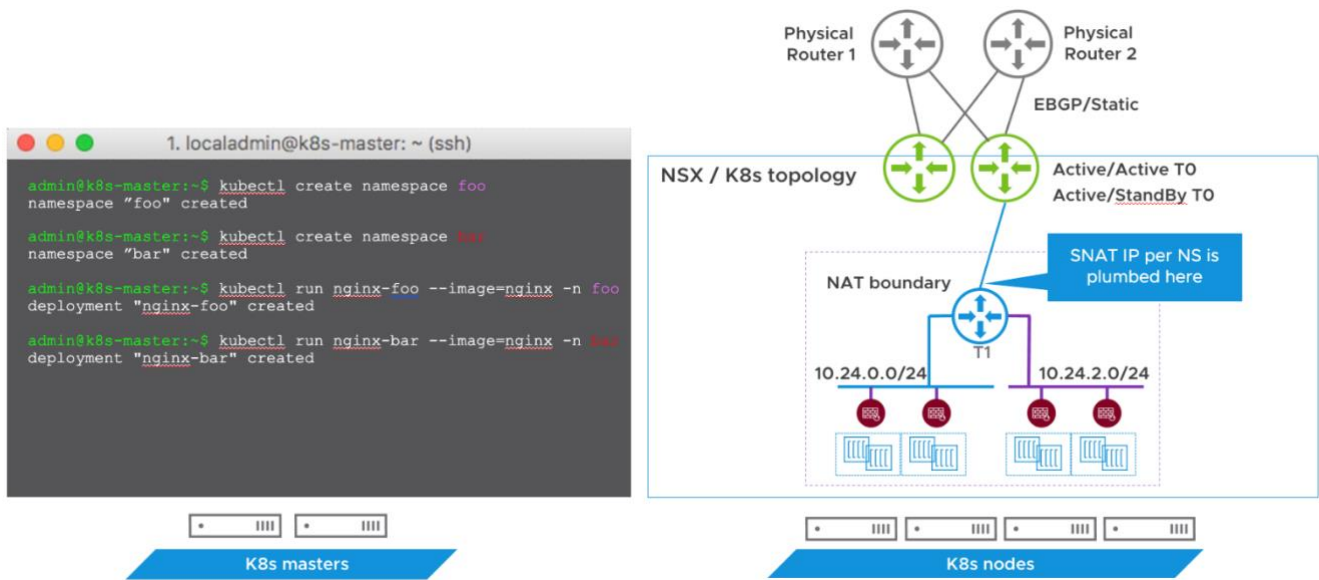 1. localadmin@k8s-master: ~ (ssh)
admin@k8s-master:~$ kubectl create namespace foo
namespace "foo" created
admin@k8s-master:~$ kubectl create namespace bar
namespace "bar" created
admin@k8s-master:~$ kubectl run nginx-foo --image=nginx -n foo
deployment "nginx-foo" created
admin@k8s-master:~$ kubectl run nginx-bar --image=nginx -n bar
deployment "nginx-bar" created
K8s masters
Physical
Router 1
Physical
Router 2
EBGP/Static
NSX / K8s topology
Active/Active T0
Active/StandBy T0
SNAT IP per NS is
plumbed here
NAT boundary
T1
10.24.0.0/24
10.24.2.0/24
K8s nodes